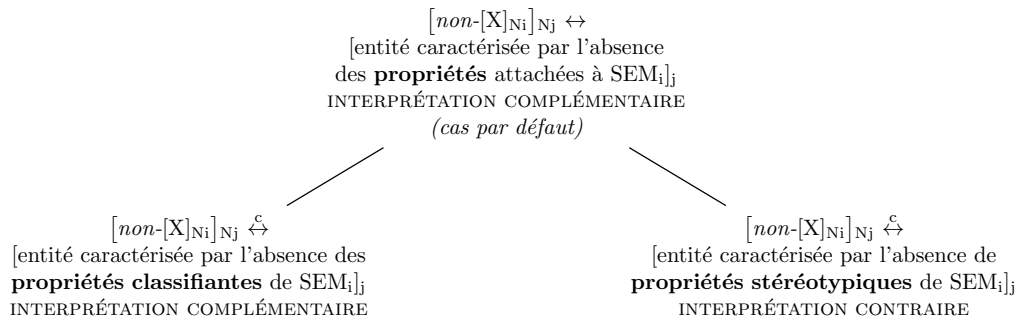 [non-[X]Ni]Nj ↔
[entité caractérisée par l'absence
des propriétés attachées à SEMi]j
INTERPRÉTATION COMPLÉMENTAIRE
(cas par défaut)
[non-[X]Ni]Nj c↔
[entité caractérisée par l'absence des
propriétés classifiantes de SEMi]j
INTERPRÉTATION COMPLÉMENTAIRE
[non-[X]Ni]Nj c↔
[entité caractérisée par l'absence de
propriétés stéréotypiques de SEMi]j
INTERPRÉTATION CONTRAIRE